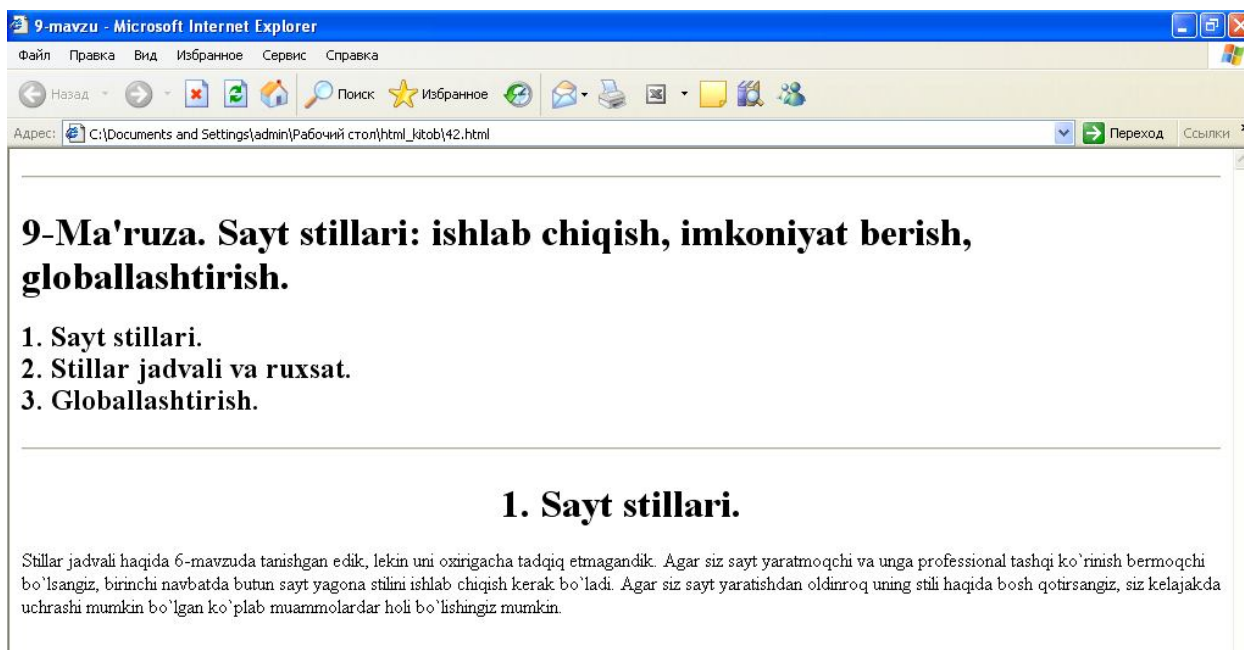 9-mavzu - Microsoft Internet Explorer
Файл Правка Вид Избранное Сервис Справка
Назад Поиск Избранное
Адрес: C:\Documents and Settings\admin\Рабочий стол\html_kitob\42.html Переход Ссылки
9-Ma'ruza. Sayt stillari: ishlab chiqish, imkoniyat berish,
globallashtirish.
1. Sayt stillari.
2. Stillar jadvali va ruxsat.
3. Globallashtirish.
1. Sayt stillari.
Stillar jadvali haqida 6-mavzuda tanishgan edik, lekin uni oxirigacha tadqiq etmagandik. Agar siz sayt yaratmoqchi va unga professional tashqi ko`rinish bermoqchi
bo`lsangiz, birinchi navbatda butun sayt yagona stilini ishlab chiqish kerak bo`ladi. Agar siz sayt yaratishdan oldinroq uning stili haqida bosh qotirsangiz, siz kelajakda
uchrashi mumkin bo`lgan ko`plab muammolardar holi bo`lishingiz mumkin.